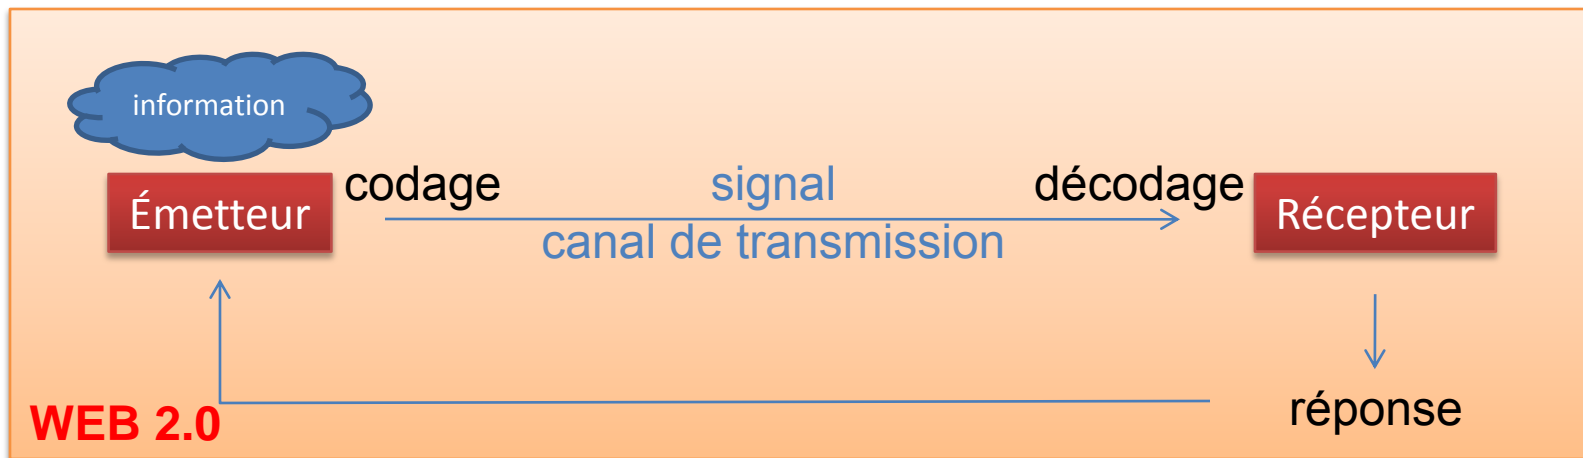 information
Émetteur
codage
signal
décodage
Récepteur
canal de transmission
réponse
WEB 2.0